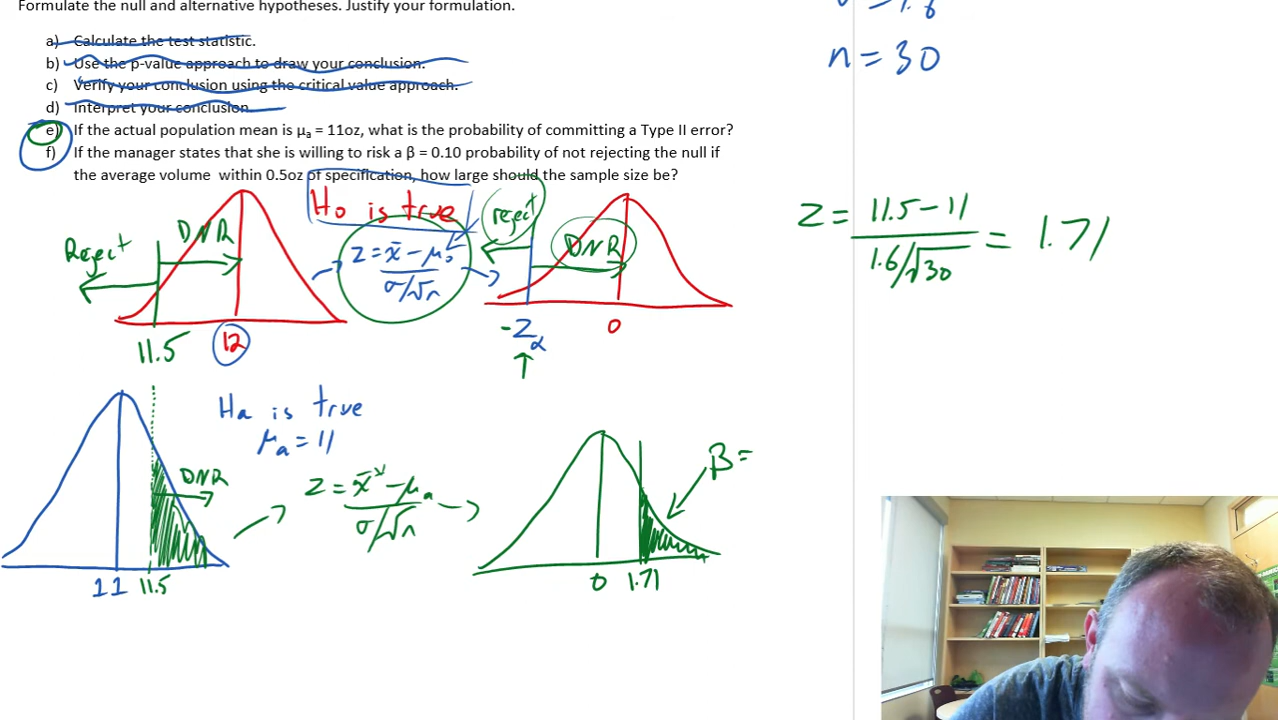 Formulate the null and alternative hypotheses. Justify your formulation.
a) Calculate the test statistic.
b) Use the p-value approach to draw your conclusion.
c) Verify your conclusion using the critical value approach.
d) Interpret your conclusion
e) If the actual population mean is μₐ = 11oz, what is the probability of committing a Type II error?
f) If the manager states that she is willing to risk a β = 0.10 probability of not rejecting the null if
the average volume within 0.5oz of specification, how large should the sample size be?
n = 30
Reject
DNR
H₀ is true
z = x̄ - μ₀
σ/√n
reject
DNR
11.5
12
-Zα
0
z = 11.5 - 11
1.6/√30
= 1.71
Ha is true
μa = 11
DNR
11
11.5
z = x̄ - μa
σ/√n
β =
0
1.71